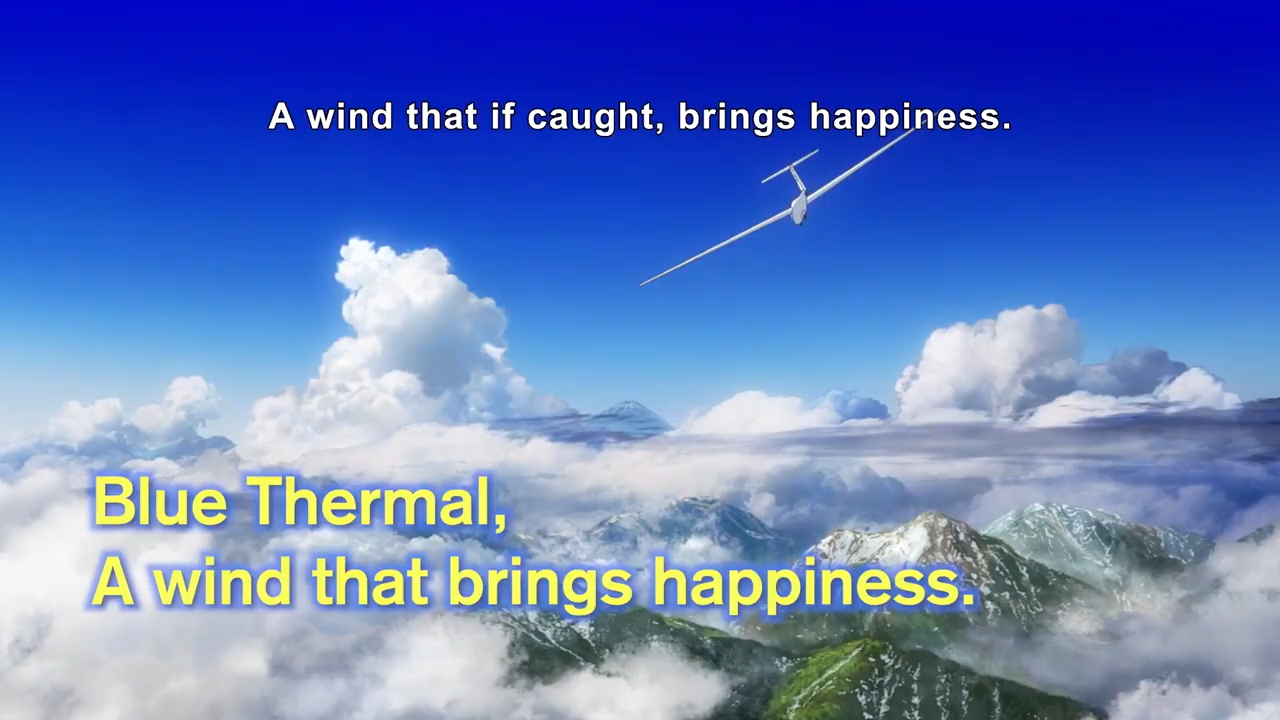 A wind that if caught, brings happiness.
Blue Thermal,
A wind that brings happiness.